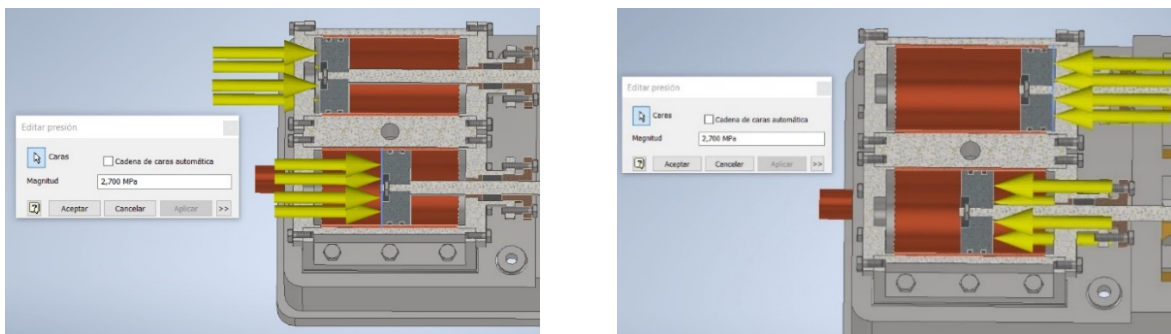 Editar presión
Caras
Cadena de caras automática
Magnitud
2,700 MPa
?
Aceptar
Cancelar
Aplicar
>>
Editar presión
Caras
Cadena de caras automática
Magnitud
2,700 MPa
?
Aceptar
Cancelar
Aplicar
>>